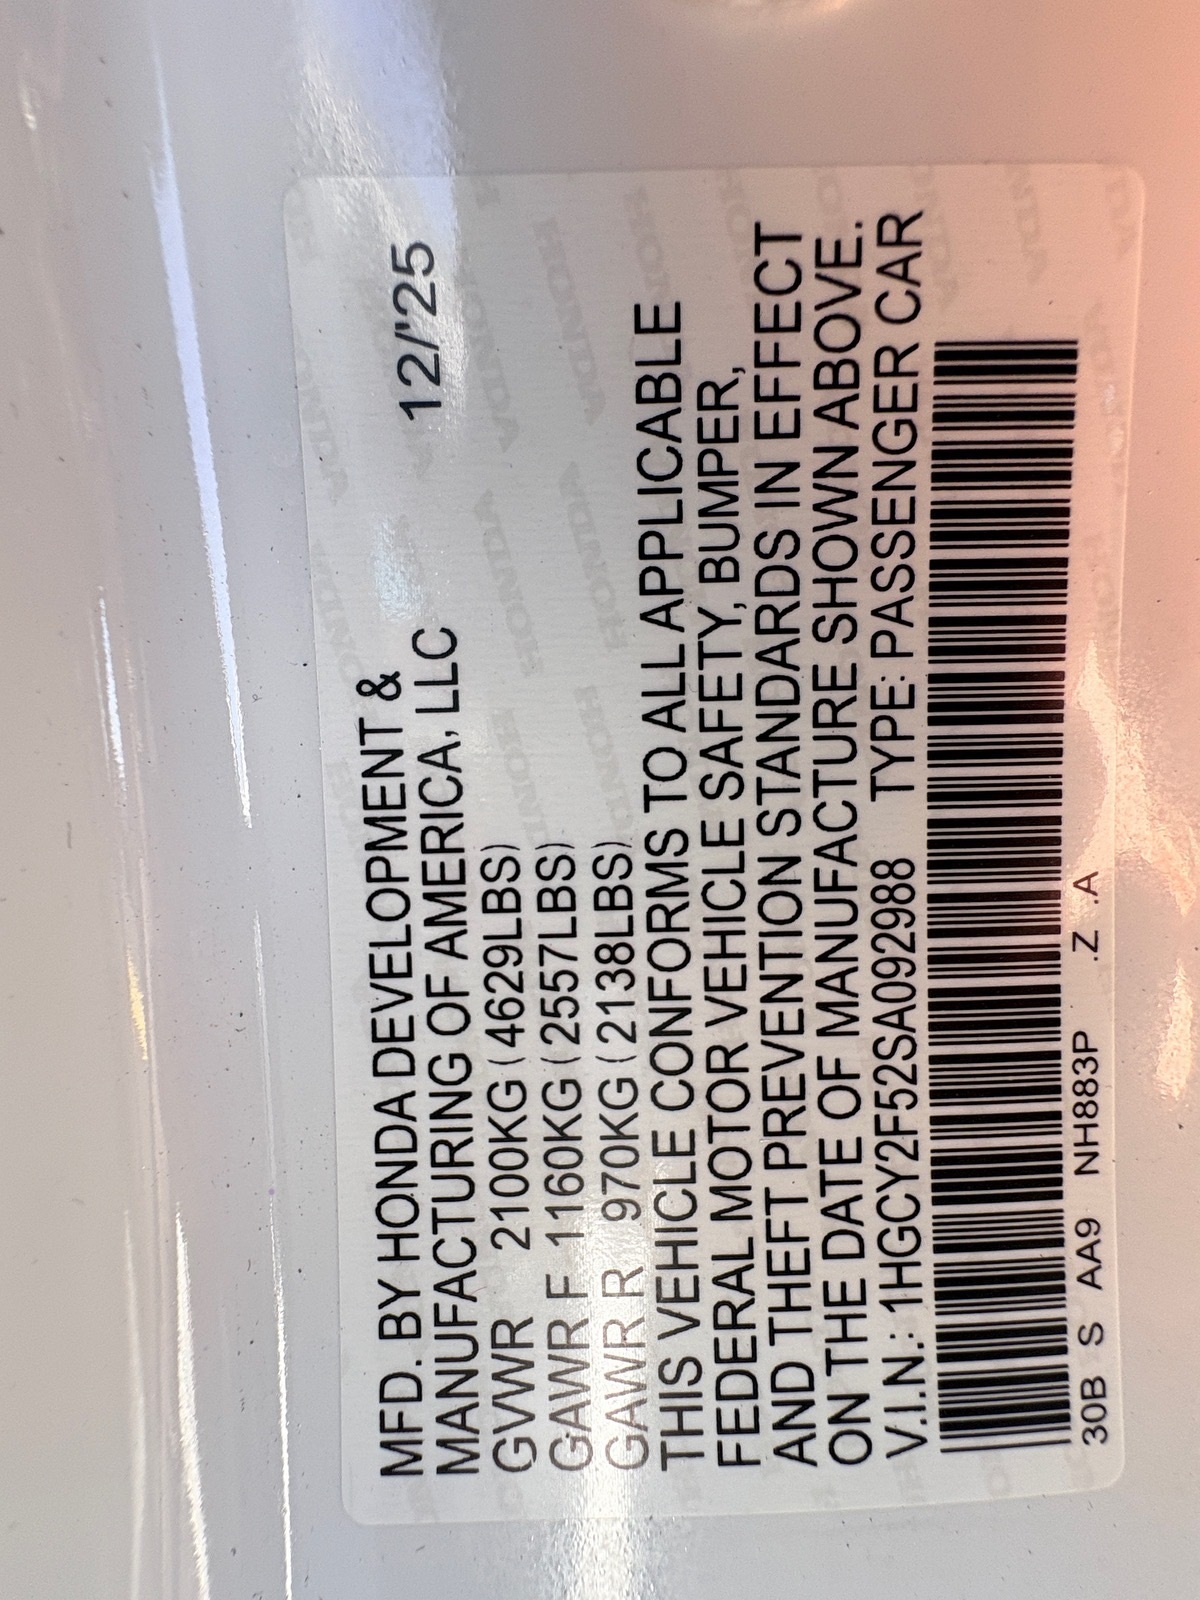 MFD. BY HONDA DEVELOPMENT &
MANUFACTURING OF AMERICA, LLC 12/'25
GVWR 2100KG (4629LBS)
GAWR F 1160KG (2557LBS)
GAWR R 970KG (2138LBS)
THIS VEHICLE CONFORMS TO ALL APPLICABLE
FEDERAL MOTOR VEHICLE SAFETY, BUMPER,
AND THEFT PREVENTION STANDARDS IN EFFECT
ON THE DATE OF MANUFACTURE SHOWN ABOVE.
V.I.N.: 1HGCY2F52SA092988 TYPE: PASSENGER CAR
30B S AA9 NH883P .Z .A